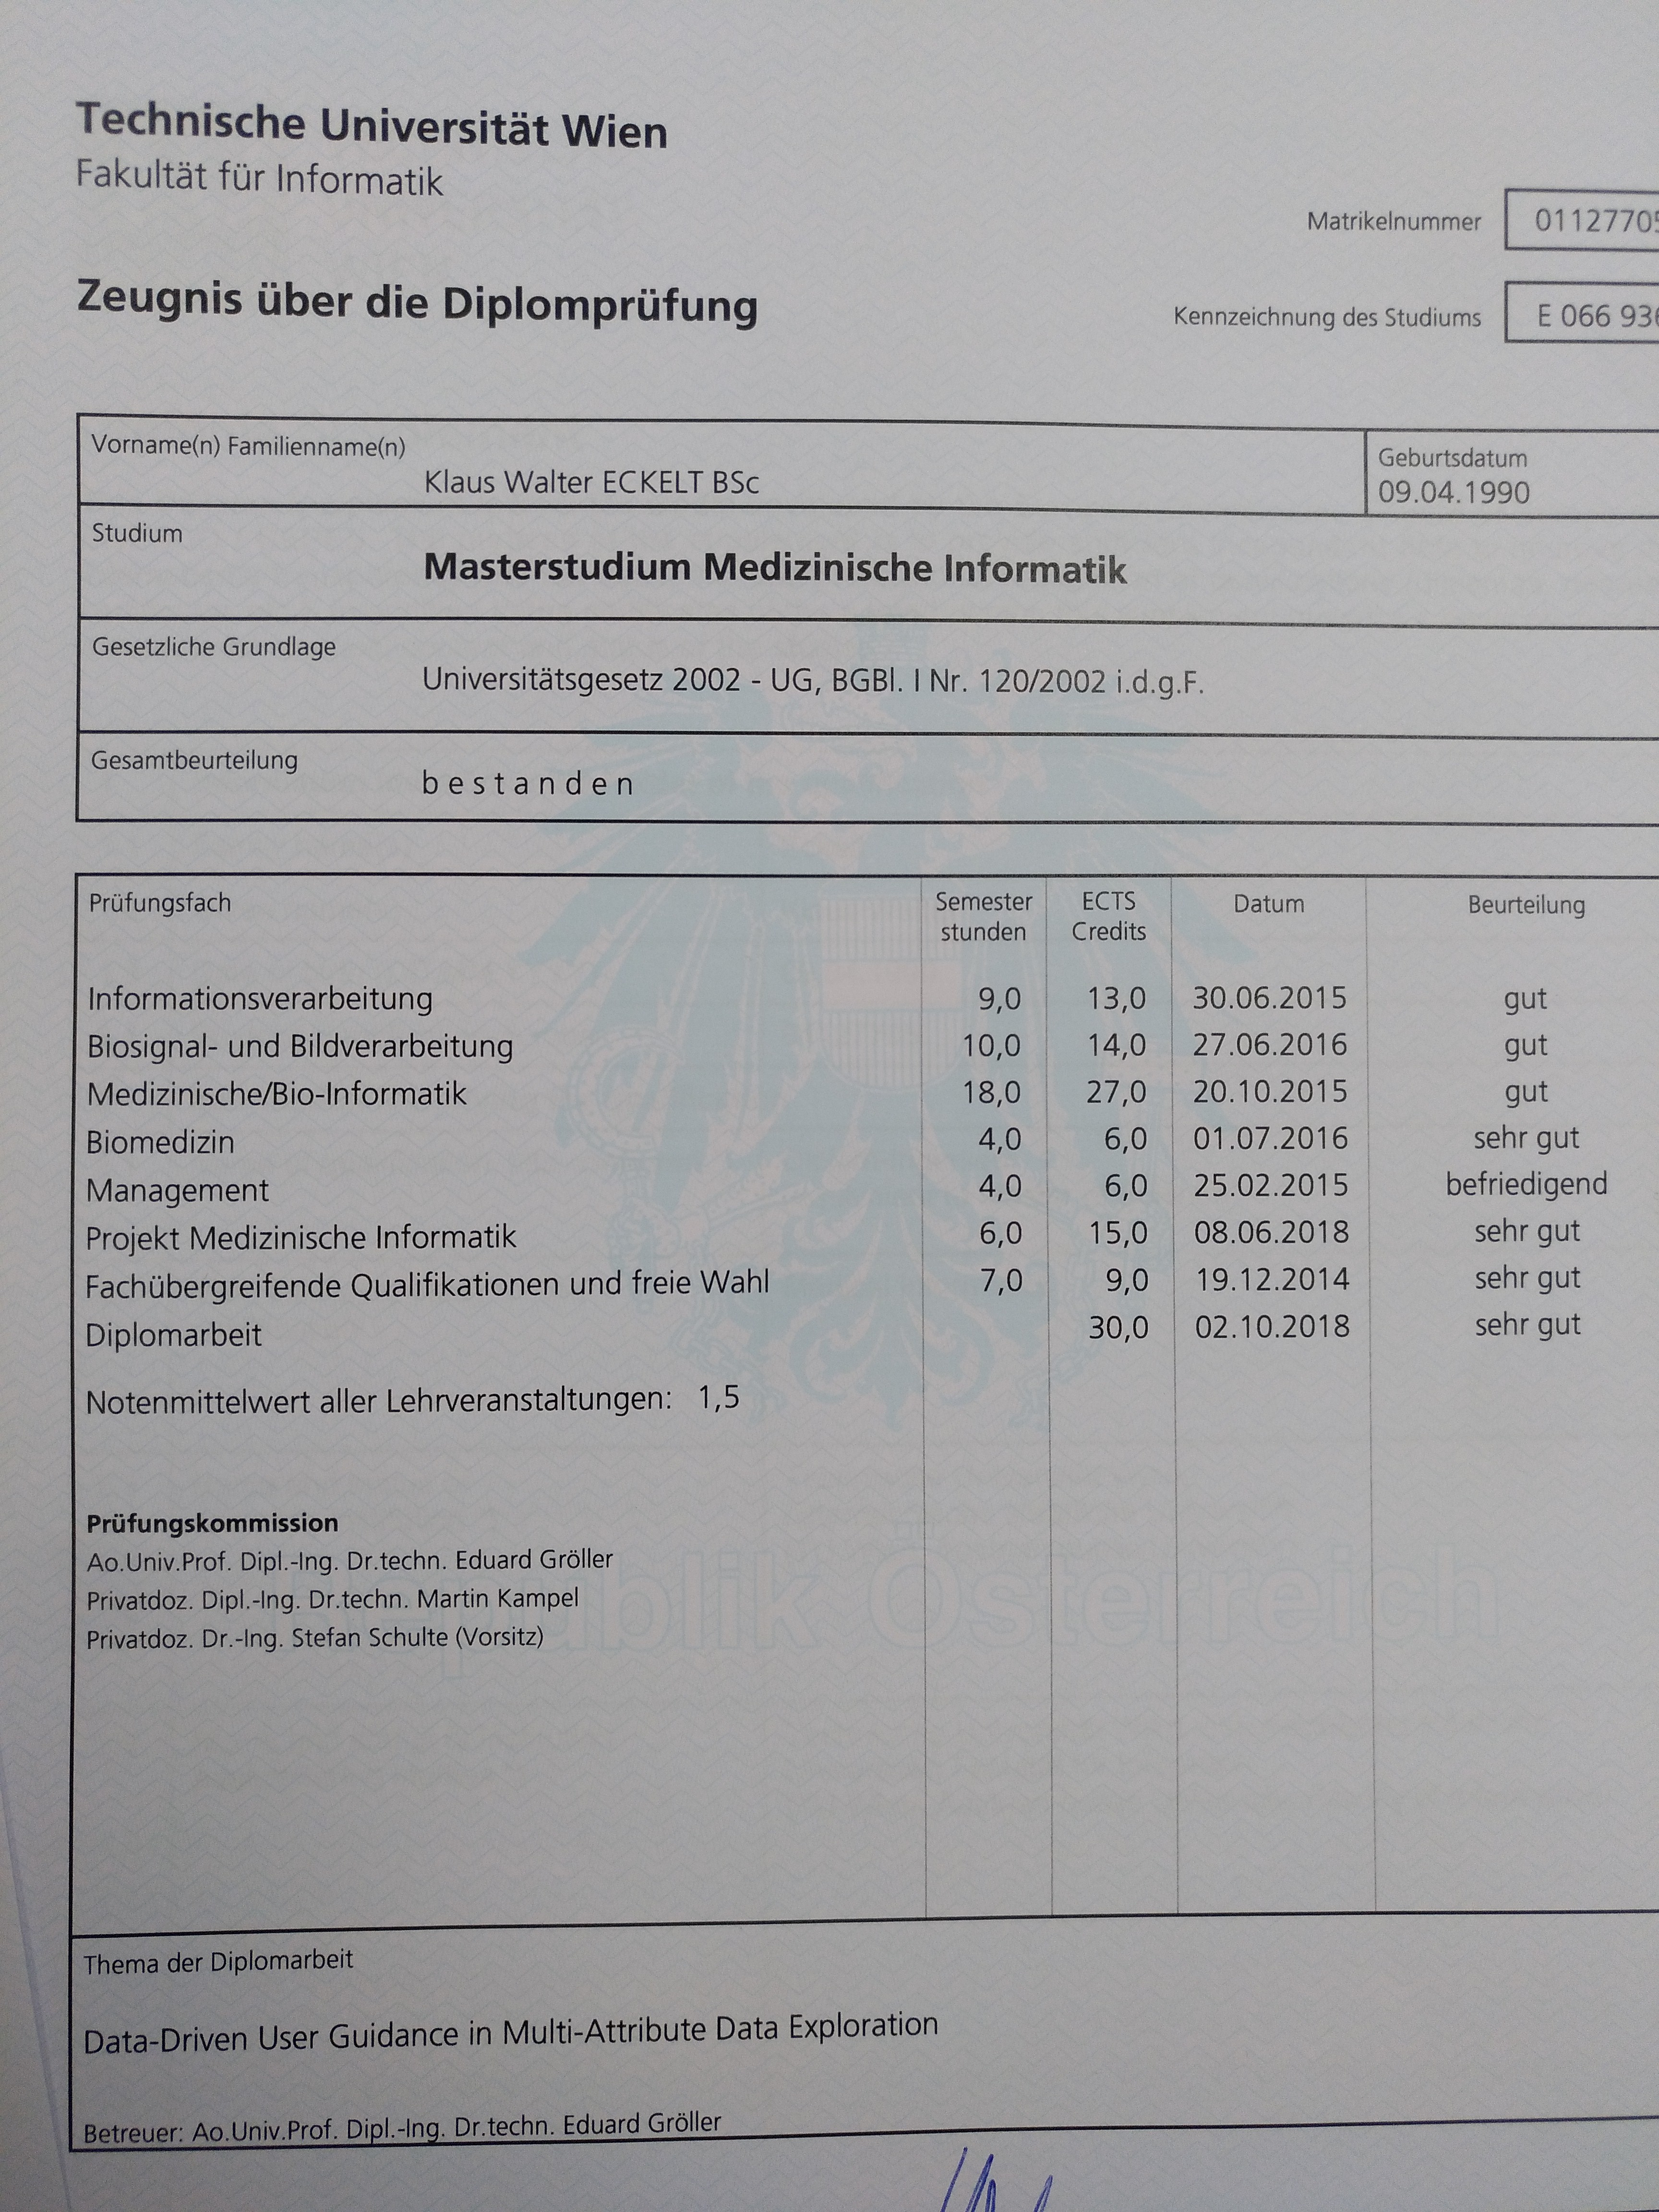 Technische Universität Wien
Fakultät für Informatik
Matrikelnummer 0112770
Zeugnis über die Diplomprüfung
Kennzeichnung des Studiums E 066 93
Vorname(n) Familienname(n)
Klaus Walter ECKELT BSc
Geburtsdatum
09.04.1990
Studium
Masterstudium Medizinische Informatik
Gesetzliche Grundlage
Universitätsgesetz 2002 - UG, BGBl. I Nr. 120/2002 i.d.g.F.
Gesamtbeurteilung
bestanden
Prüfungsfach Semester stunden ECTS Credits Datum Beurteilung
Informationsverarbeitung 9,0 13,0 30.06.2015 gut
Biosignal- und Bildverarbeitung 10,0 14,0 27.06.2016 gut
Medizinische/Bio-Informatik 18,0 27,0 20.10.2015 gut
Biomedizin 4,0 6,0 01.07.2016 sehr gut
Management 4,0 6,0 25.02.2015 befriedigend
Projekt Medizinische Informatik 6,0 15,0 08.06.2018 sehr gut
Fachübergreifende Qualifikationen und freie Wahl 7,0 9,0 19.12.2014 sehr gut
Diplomarbeit 30,0 02.10.2018 sehr gut
Notenmittelwert aller Lehrveranstaltungen: 1,5
Prüfungskommission
Ao.Univ.Prof. Dipl.-Ing. Dr.techn. Eduard Gröller
Privatdoz. Dipl.-Ing. Dr.techn. Martin Kampel
Privatdoz. Dr.-Ing. Stefan Schulte (Vorsitz)
Republik Österreich
Thema der Diplomarbeit
Data-Driven User Guidance in Multi-Attribute Data Exploration
Betreuer: Ao.Univ.Prof. Dipl.-Ing. Dr.techn. Eduard Gröller